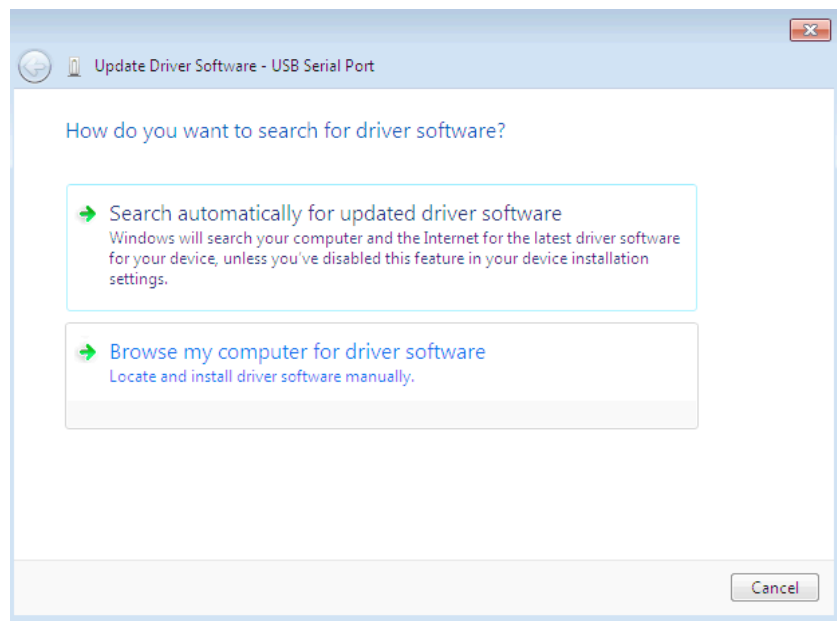 Update Driver Software - USB Serial Port
How do you want to search for driver software?
Search automatically for updated driver software
Windows will search your computer and the Internet for the latest driver software
for your device, unless you've disabled this feature in your device installation
settings.
Browse my computer for driver software
Locate and install driver software manually.
Cancel